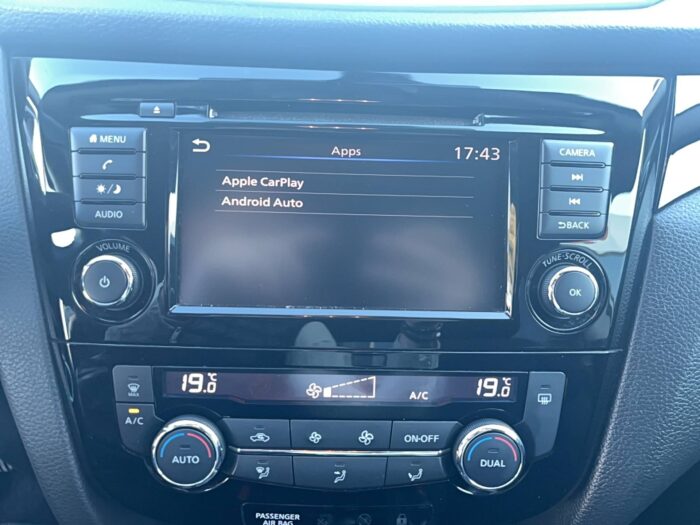 MENU
AUDIO
VOLUME
Apps 17:43
Apple CarPlay
Android Auto
CAMERA
BACK
TUNE·SCROLL
OK
MAX
A/C
19.0°C
A/C
19.0°C
AUTO
ON·OFF
DUAL
PASSENGER
AIR BAG